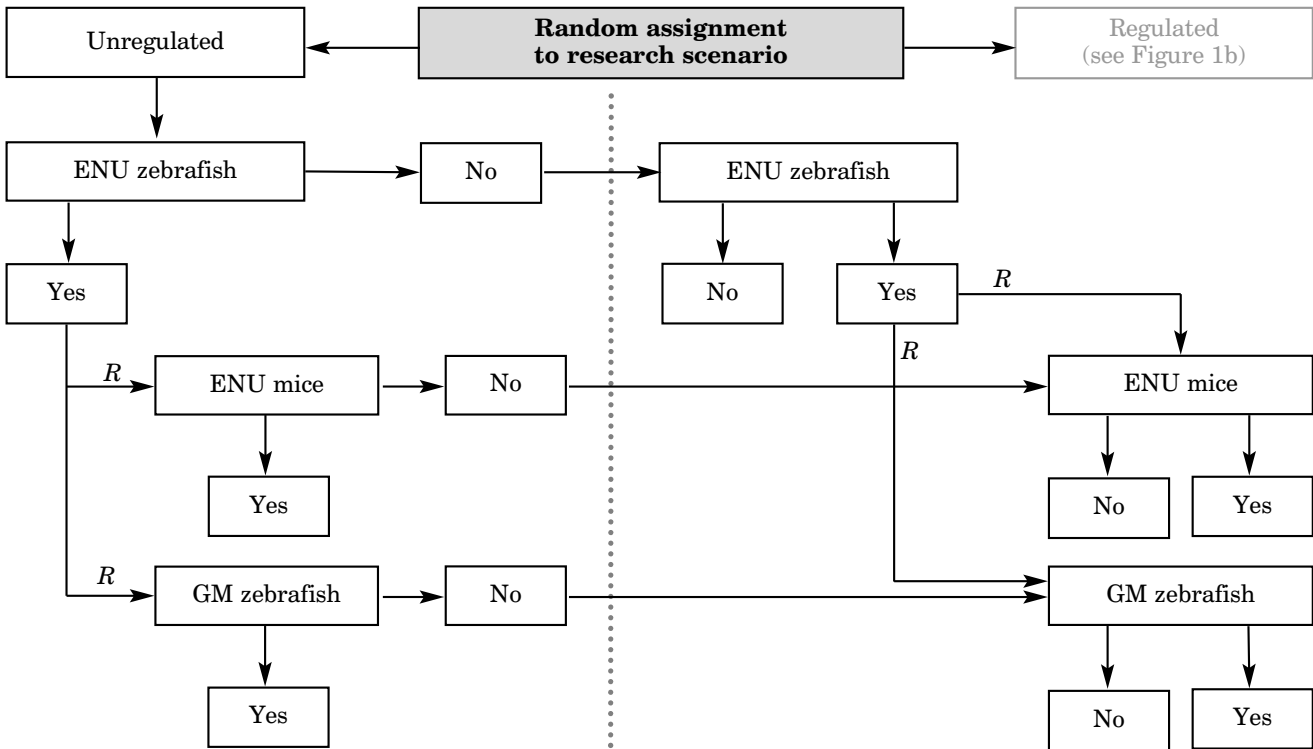 Unregulated
Random assignment
to research scenario
Regulated
(see Figure 1b)
ENU zebrafish
No
ENU zebrafish
Yes
No
Yes
R
R
R
ENU mice
No
ENU mice
Yes
No
Yes
R
GM zebrafish
No
GM zebrafish
Yes
No
Yes